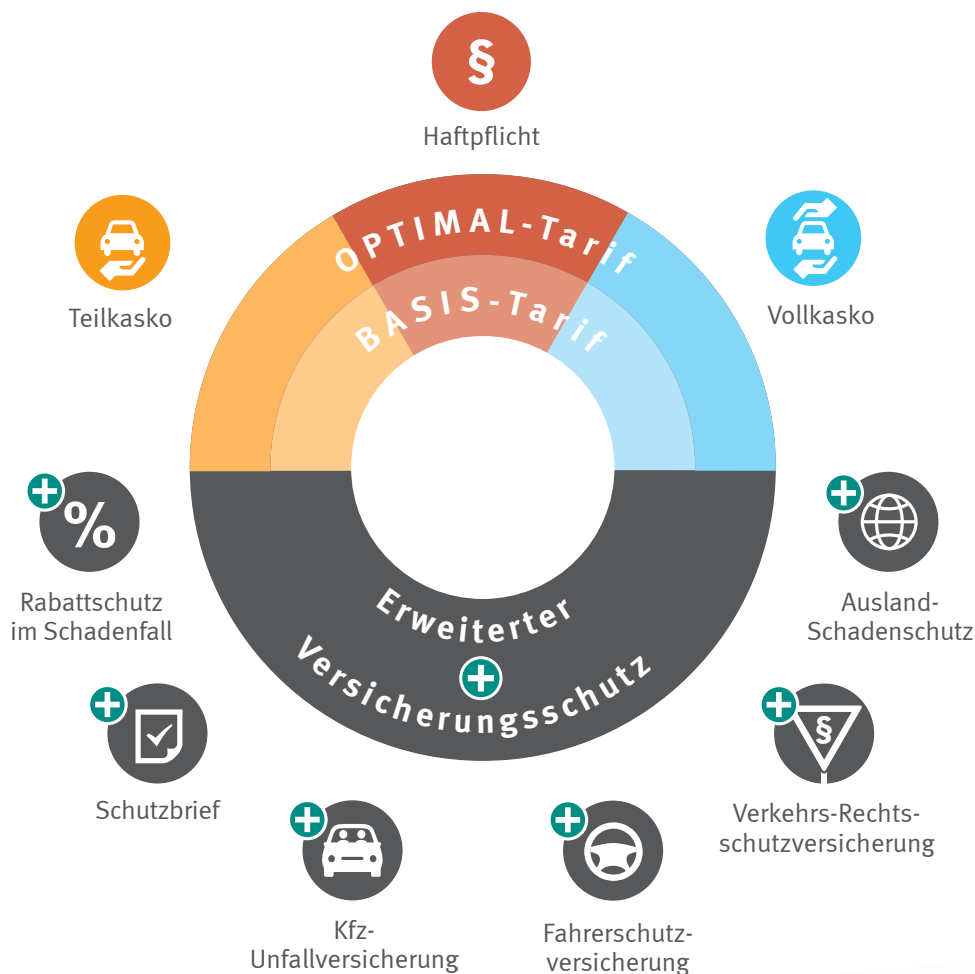 §
Haftpflicht
Teilkasko
Vollkasko
OPTIMAL-Tarif
BASIS-Tarif
%
Rabattschutz
im Schadenfall
Ausland-
Schadenschutz
Erweiterter
Versicherungsschutz
Schutzbrief
§
Verkehrs-Rechts-
schutzversicherung
Kfz-
Unfallversicherung
Fahrerschutz-
versicherung